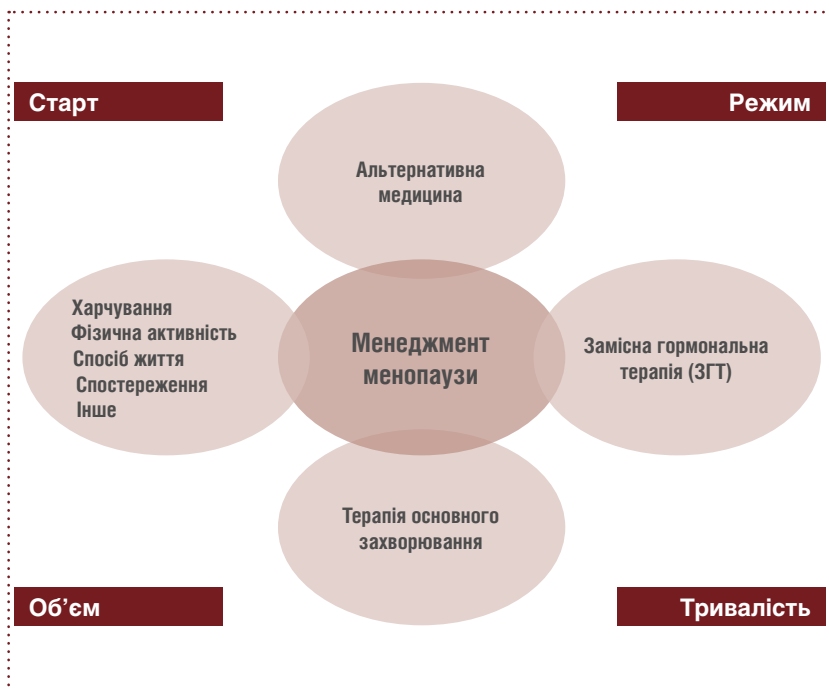 Старт
Режим
Альтернативна
медицина
Харчування
Фізична активність
Спосіб життя
Спостереження
Інше
Менеджмент
менопаузи
Замісна гормональна
терапія (ЗГТ)
Терапія основного
захворювання
Об’єм
Тривалість